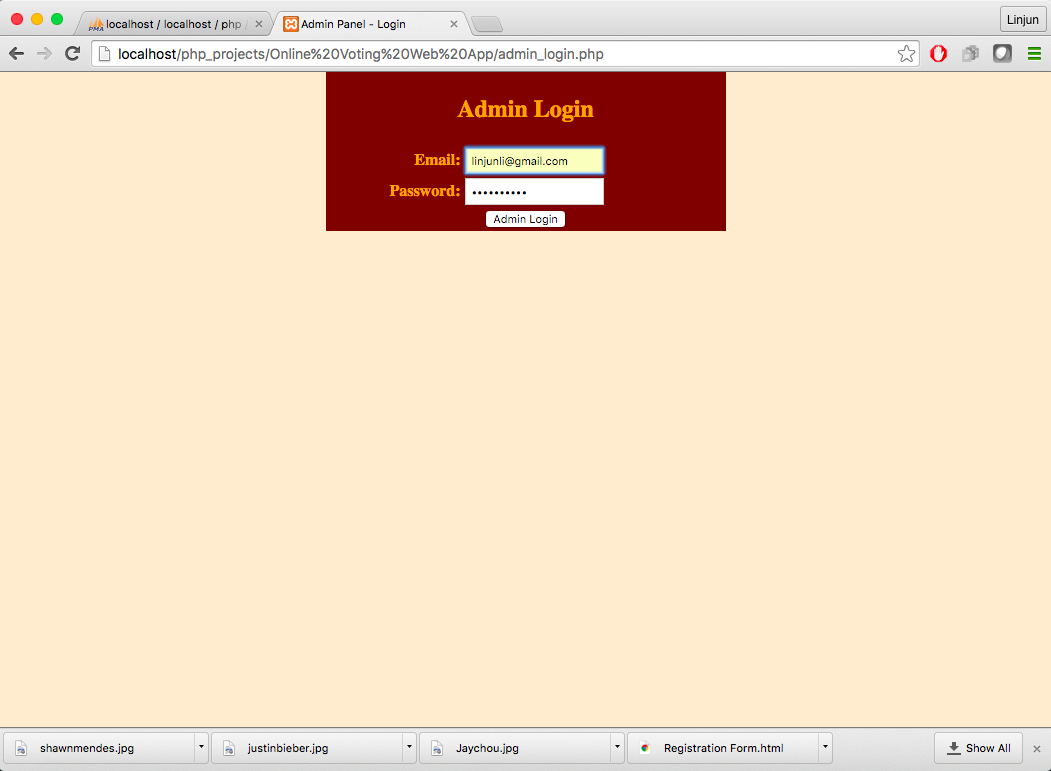 localhost / localhost / php /
Admin Panel - Login
Linjun
localhost/php_projects/Online%20Voting%20Web%20App/admin_login.php
Admin Login
Email: linjunli@gmail.com
Password: ••••••••••
Admin Login
shawnmendes.jpg
justinbieber.jpg
Jaychou.jpg
Registration Form.html
Show All